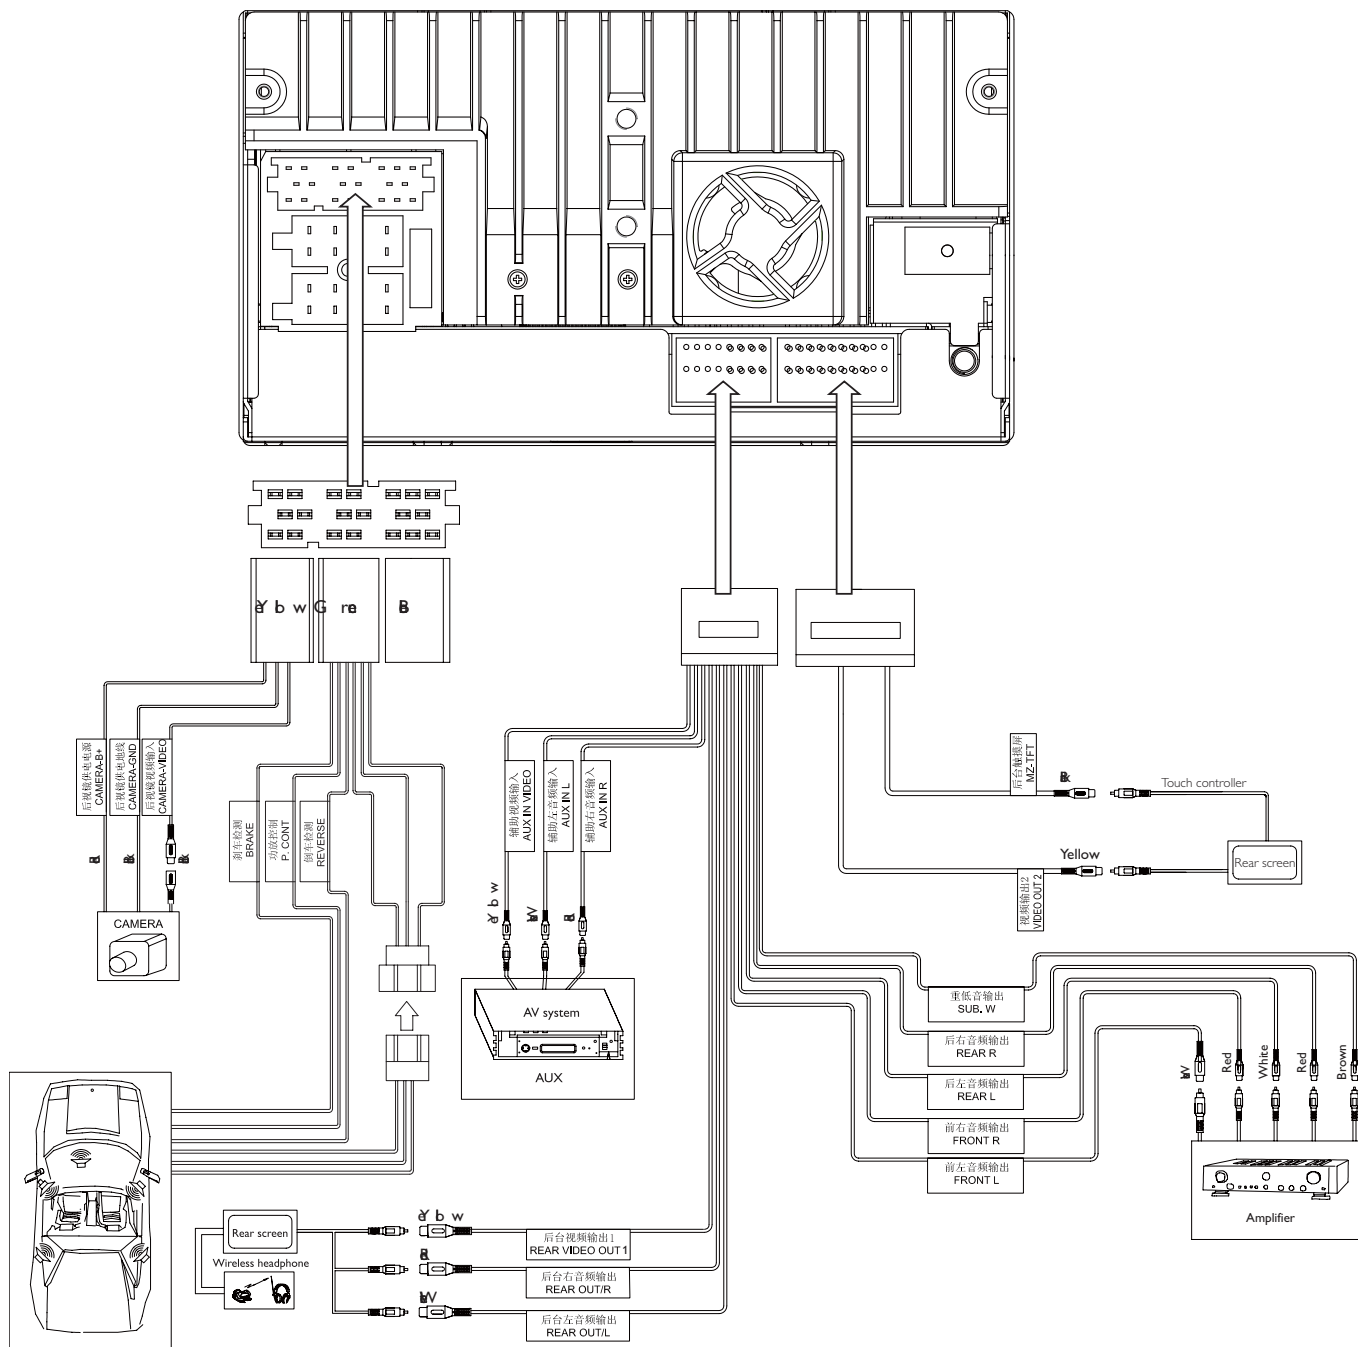 后视镜供电电源
CAMERA-B+
后视镜供电地线
CAMERA-GND
后视镜视频输入
CAMERA-VIDEO
CAMERA
刹车检测
BRAKE
功放控制
P. CONT
倒车检测
REVERSE
辅助视频输入
AUX IN VIDEO
辅助左音频输入
AUX IN L
辅助右音频输入
AUX IN R
AV system
AUX
后台触摸屏
MZ-TFT
Touch controller
Rear screen
Yellow
视频输出2
VIDEO OUT 2
重低音输出
SUB. W
后右音频输出
REAR R
后左音频输出
REAR L
前右音频输出
FRONT R
前左音频输出
FRONT L
Red
White
Red
Brown
Amplifier
Rear screen
Wireless headphone
后台视频输出1
REAR VIDEO OUT 1
后台右音频输出
REAR OUT/R
后台左音频输出
REAR OUT/L